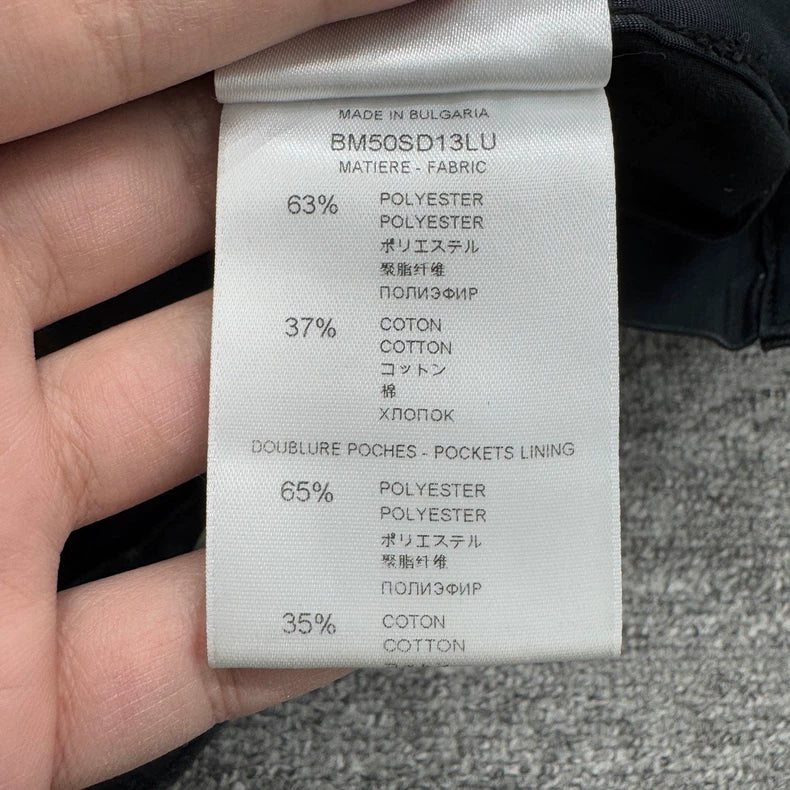 MADE IN BULGARIA
BM50SD13LU
MATIERE - FABRIC
63% POLYESTER
POLYESTER
ポリエステル
聚脂纤维
ПОЛИЭФИР
37% COTON
COTTON
コットン
棉
ХЛОПОК
DOUBLURE POCHES - POCKETS LINING
65% POLYESTER
POLYESTER
ポリエステル
聚脂纤维
ПОЛИЭФИР
35% COTON
COTTON